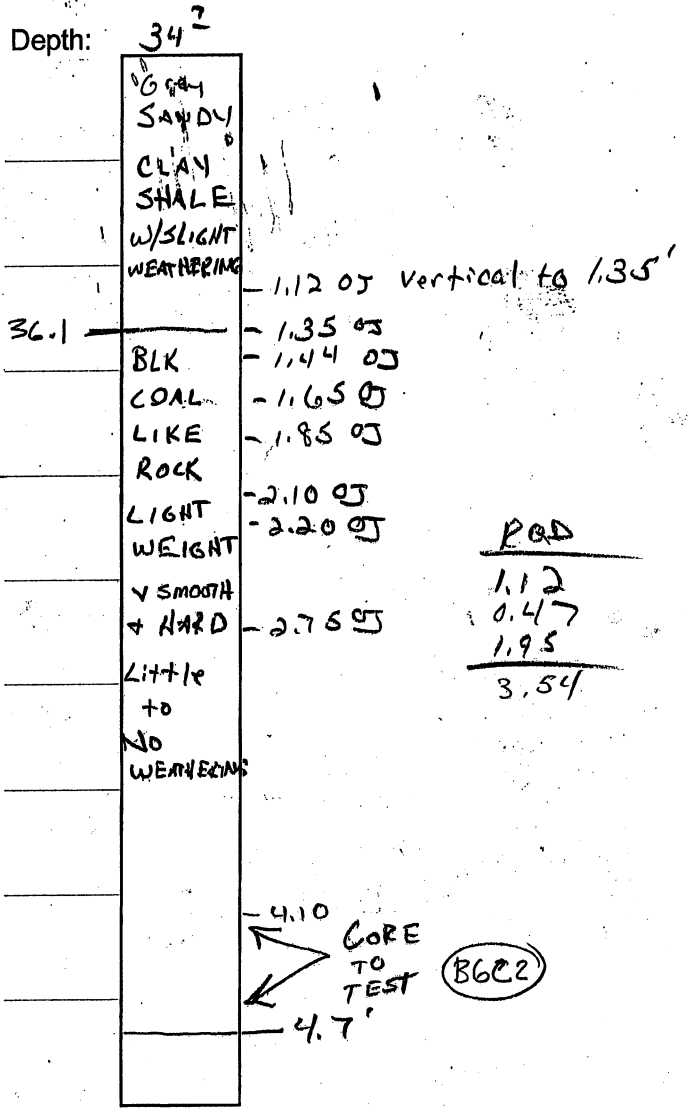 Depth: 34 7
Gray
SANDY
CLAY
SHALE
W/SLIGHT
WEATHERING
- 1.12 OJ vertical to 1.35'
36.1
- 1.35 OJ
BLK
- 1.44 OJ
COAL
- 1.65 OJ
LIKE
- 1.85 OJ
ROCK
- 2.10 OJ
LIGHT
- 2.20 OJ
WEIGHT
V SMOOTH
+ HARD
- 2.75 OJ
Little
to
No
WEATHERING
RQD
1.12
0.47
1.95
3.54
- 4.10
CORE
TO
TEST
B6C2
4.7'